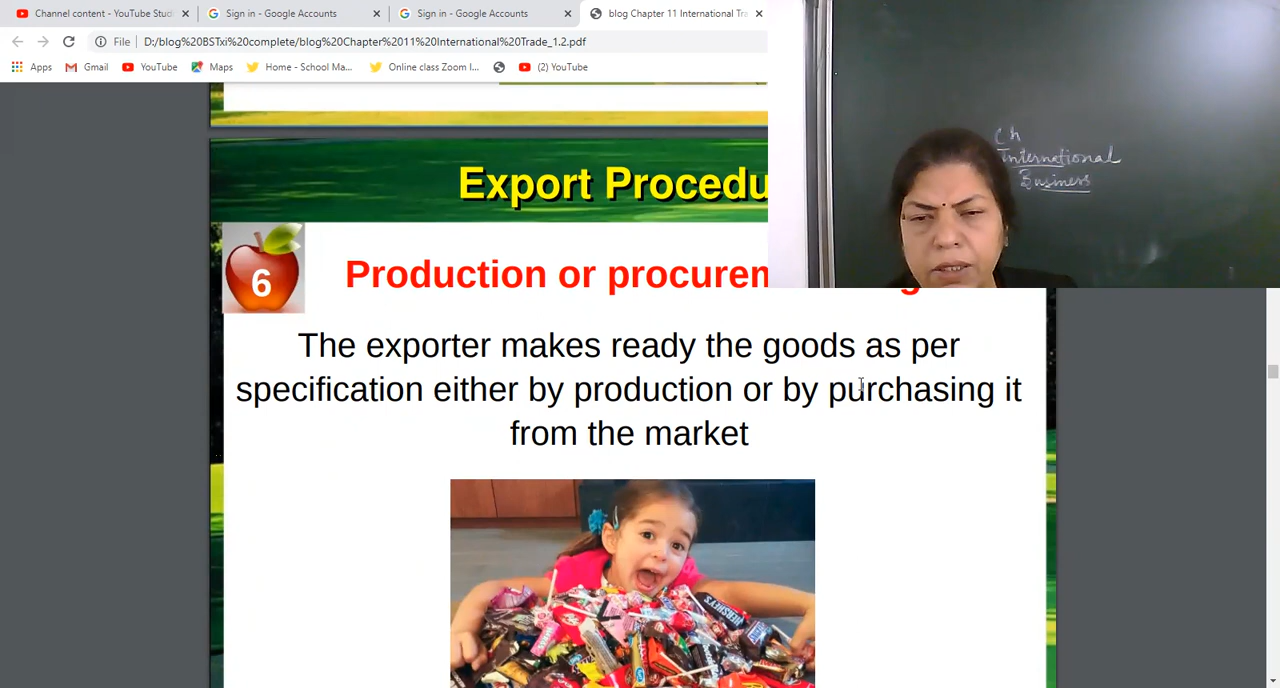 Channel content - YouTube Stud
Sign in - Google Accounts
Sign in - Google Accounts
blog Chapter 11 International Tra
File
D:/blog%20BSTxi%20complete/blog%20Chapter%2011%20International%20Trade_1.2.pdf
Apps
Gmail
YouTube
Maps
Home - School Ma...
Online class Zoom l...
(2) YouTube
Ch
International
Business
Export Procedu
6
Production or procurem
The exporter makes ready the goods as per
specification either by production or by purchasing it
from the market
HERSHEY'S